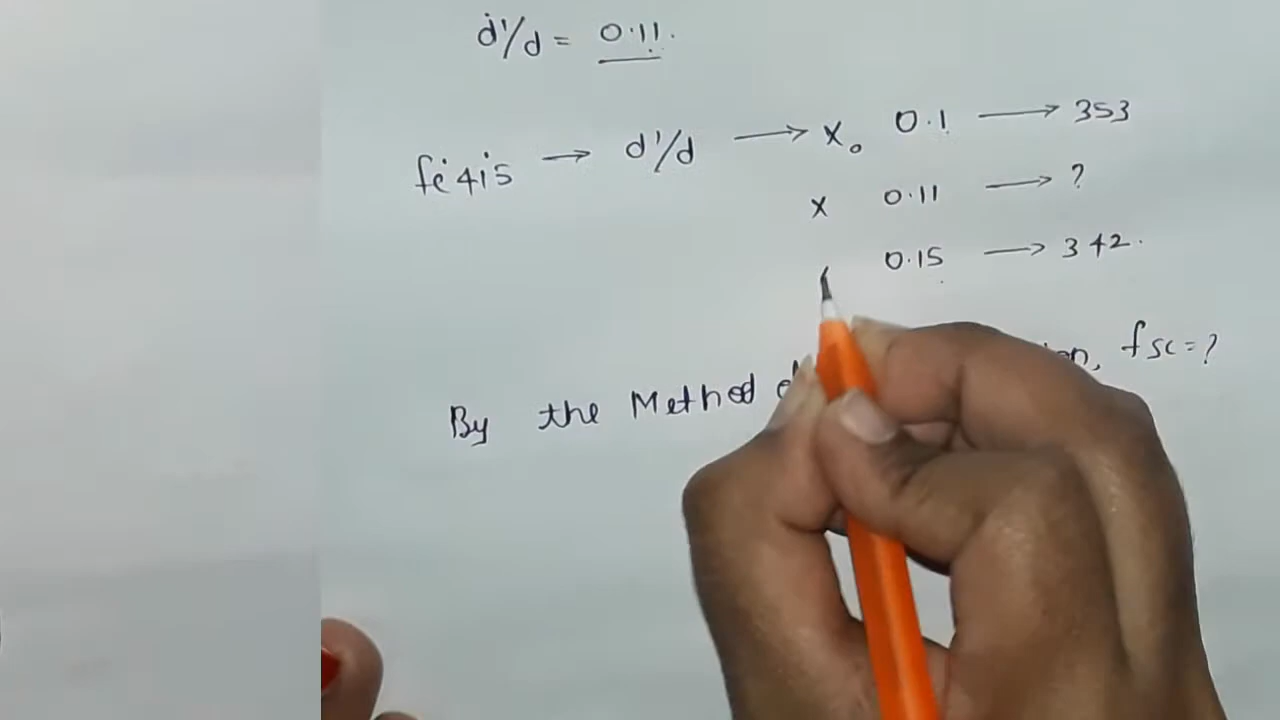 d'/d = 0.11.
fe415 → d'/d → x₀ 0.1 → 353
x 0.11 → ?
0.15 → 342.
By the Method fsc = ?